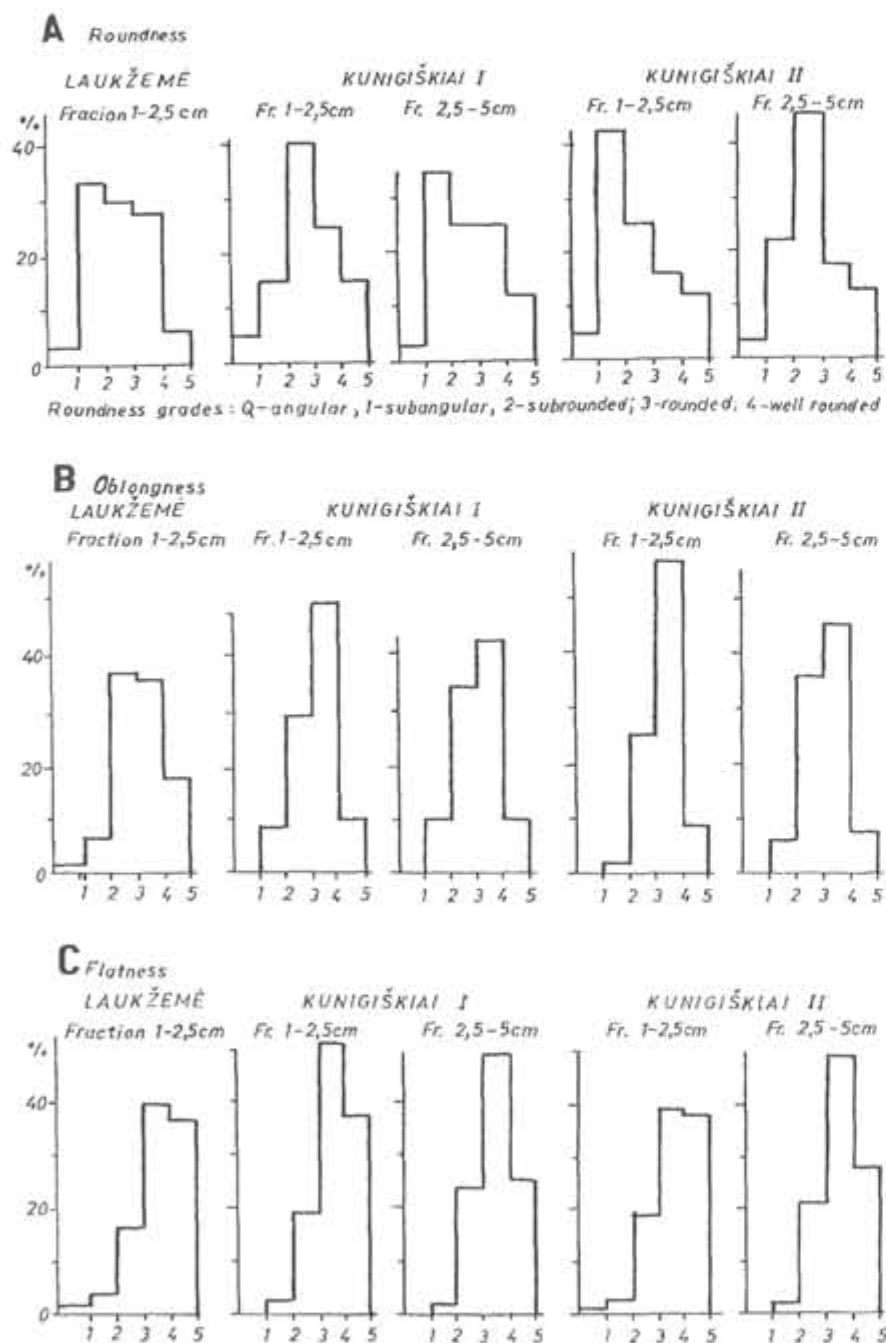 A Roundness
LAUKŽEMĖ KUNIGIŠKIAI I KUNIGIŠKIAI II
Fracion 1-2,5 cm Fr. 1-2,5cm Fr. 2,5-5cm Fr. 1-2,5cm Fr. 2,5-5cm
%
40
20
0
1 2 3 4 5 1 2 3 4 5 1 2 3 4 5 1 2 3 4 5 1 2 3 4 5
Roundness grades: Q-angular, 1-subangular, 2-subrounded; 3-rounded. 4-well rounded
B Oblongness
LAUKŽEMĖ KUNIGIŠKIAI I KUNIGIŠKIAI II
Fraction 1-2,5cm Fr. 1-2,5cm Fr. 2,5-5cm Fr. 1-2,5cm Fr. 2,5-5cm
%
40
20
0
1 2 3 4 5 1 2 3 4 5 1 2 3 4 5 1 2 3 4 5 1 2 3 4 5
C Flatness
LAUKŽEMĖ KUNIGIŠKIAI I KUNIGIŠKIAI II
Fraction 1-2,5cm Fr. 1-2,5cm Fr. 2,5-5cm Fr. 1-2,5cm Fr. 2,5-5cm
%
40
20
0
1 2 3 4 5 1 2 3 4 5 1 2 3 4 5 1 2 3 4 5 1 2 3 4 5